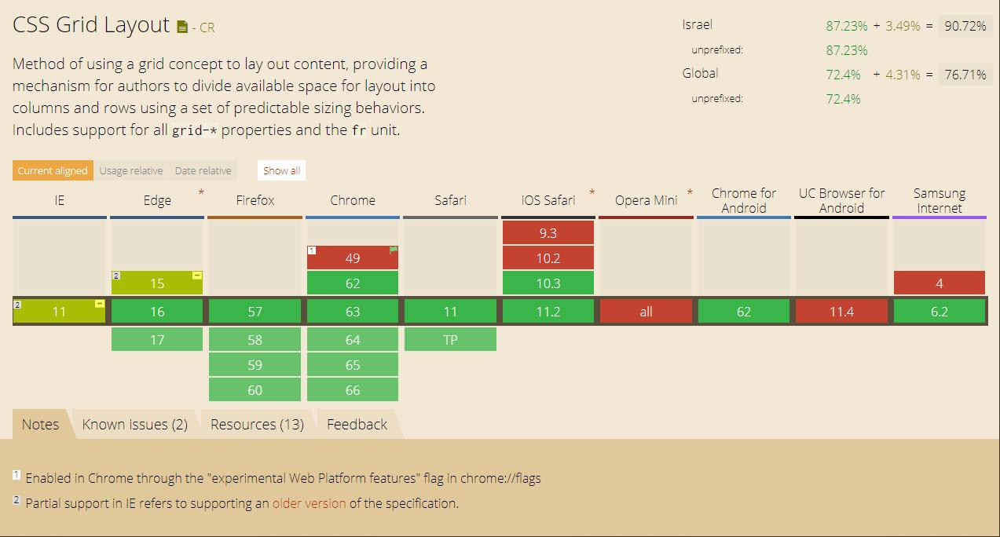 CSS Grid Layout - CR
Method of using a grid concept to lay out content, providing a
mechanism for authors to divide available space for layout into
columns and rows using a set of predictable sizing behaviors.
Includes support for all grid-* properties and the fr unit.
Israel 87.23% + 3.49% = 90.72%
unprefixed: 87.23%
Global 72.4% + 4.31% = 76.71%
unprefixed: 72.4%
Current aligned Usage relative Date relative Show all
IE Edge * Firefox Chrome Safari iOS Safari * Opera Mini * Chrome for Android UC Browser for Android Samsung Internet
9.3
1 49 10.2
2 15 - 62 10.3 4
2 11 - 16 57 63 11 11.2 all 62 11.4 6.2
17 58 64 TP
59 65
60 66
Notes Known issues (2) Resources (13) Feedback
1 Enabled in Chrome through the "experimental Web Platform features" flag in chrome://flags
2 Partial support in IE refers to supporting an older version of the specification.